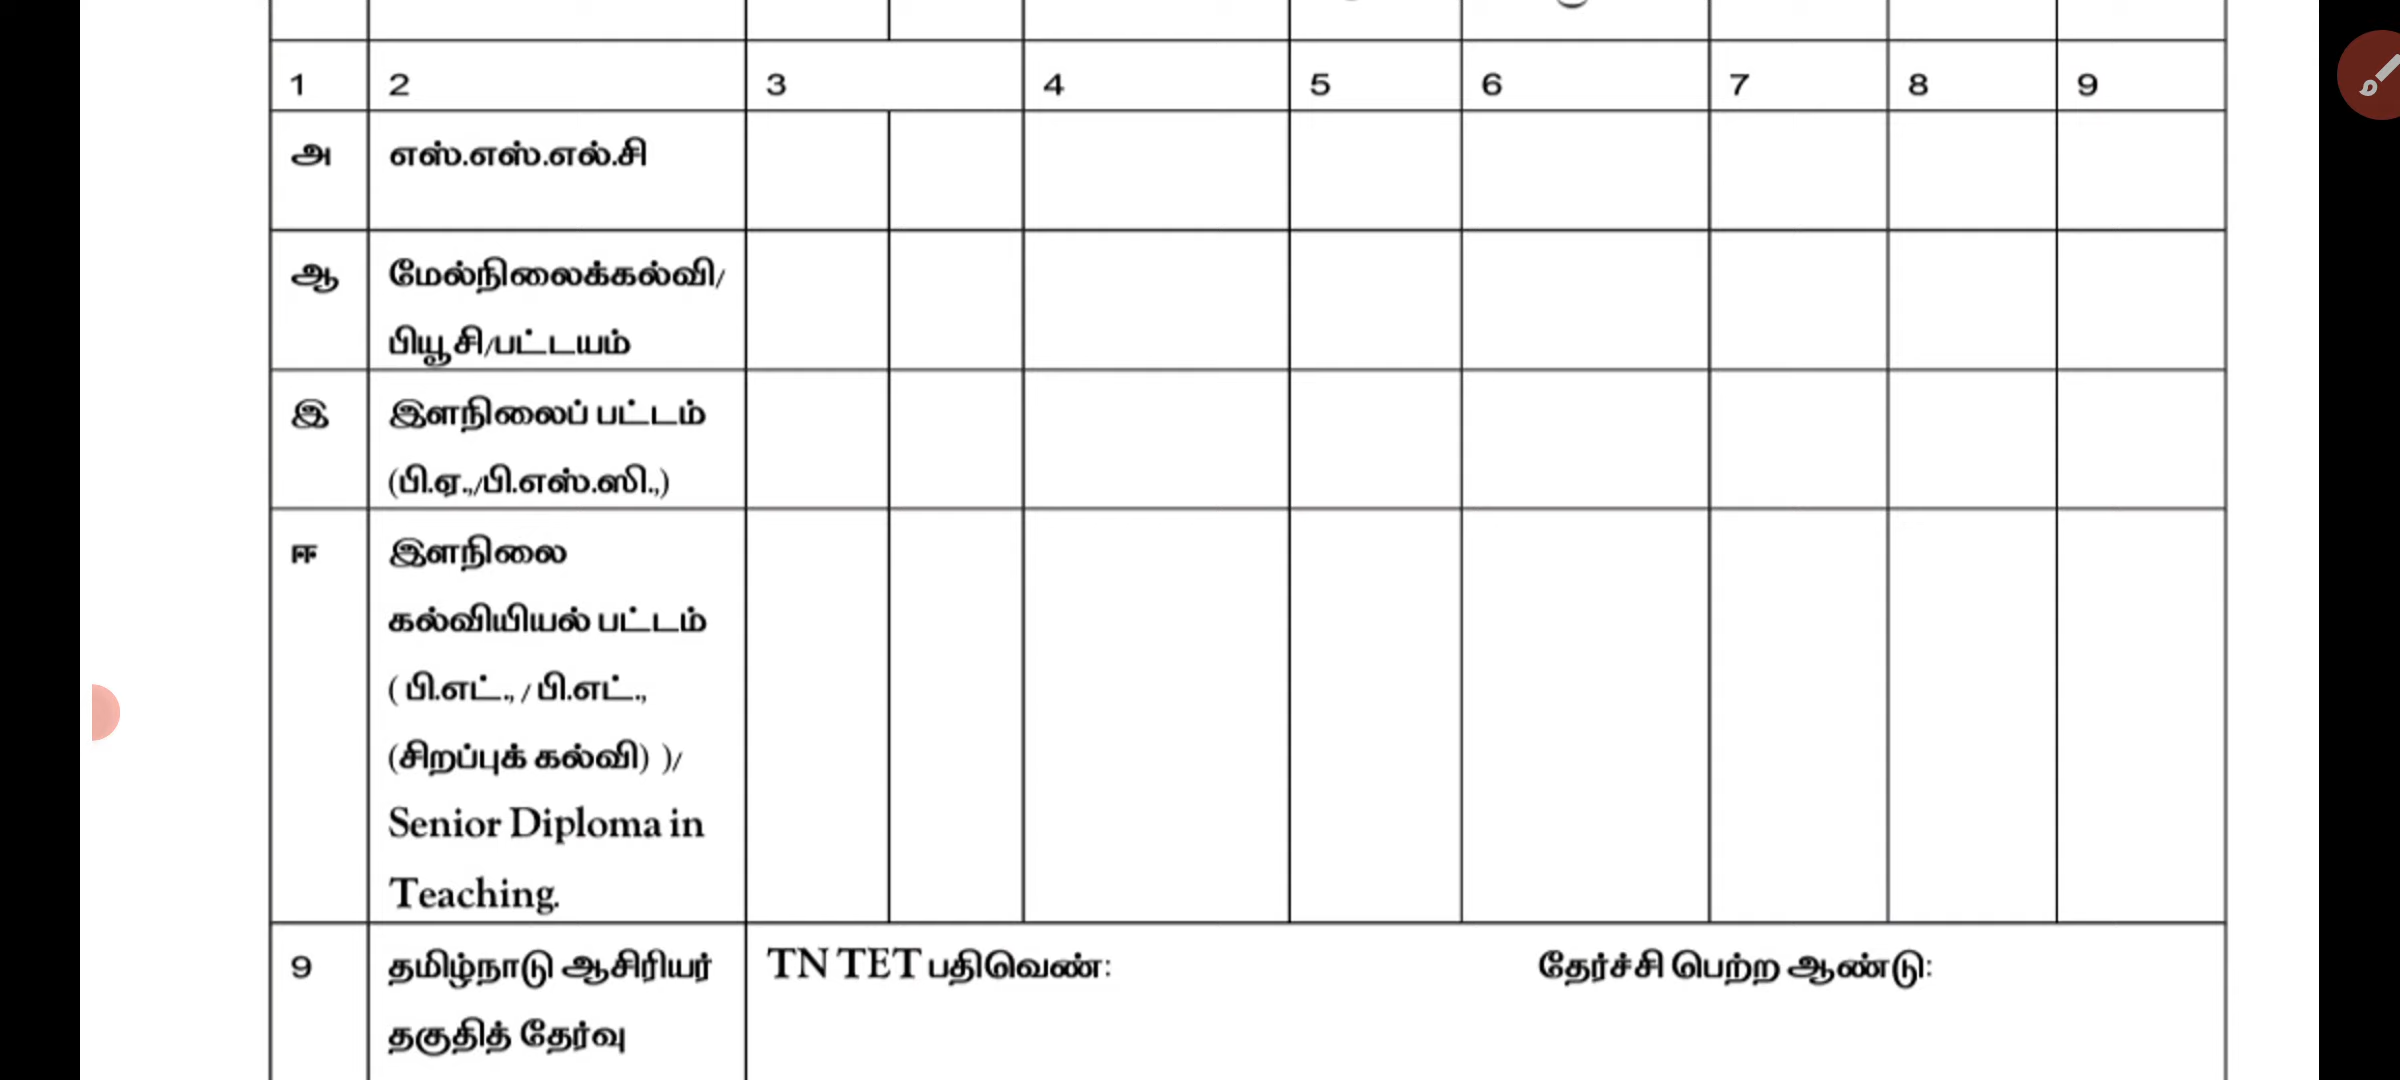 1 2 3 4 5 6 7 8 9
அ எஸ்.எஸ்.எல்.சி
ஆ மேல்நிலைக்கல்வி/
பியூசி/பட்டயம்
இ இளநிலைப் பட்டம்
(பி.ஏ.,/பி.எஸ்.ஸி.,)
ஈ இளநிலை
கல்வியியல் பட்டம்
( பி.எட்., / பி.எட்.,
(சிறப்புக் கல்வி) )/
Senior Diploma in
Teaching.
9 தமிழ்நாடு ஆசிரியர் TN TET பதிவெண்: தேர்ச்சி பெற்ற ஆண்டு:
தகுதித் தேர்வு